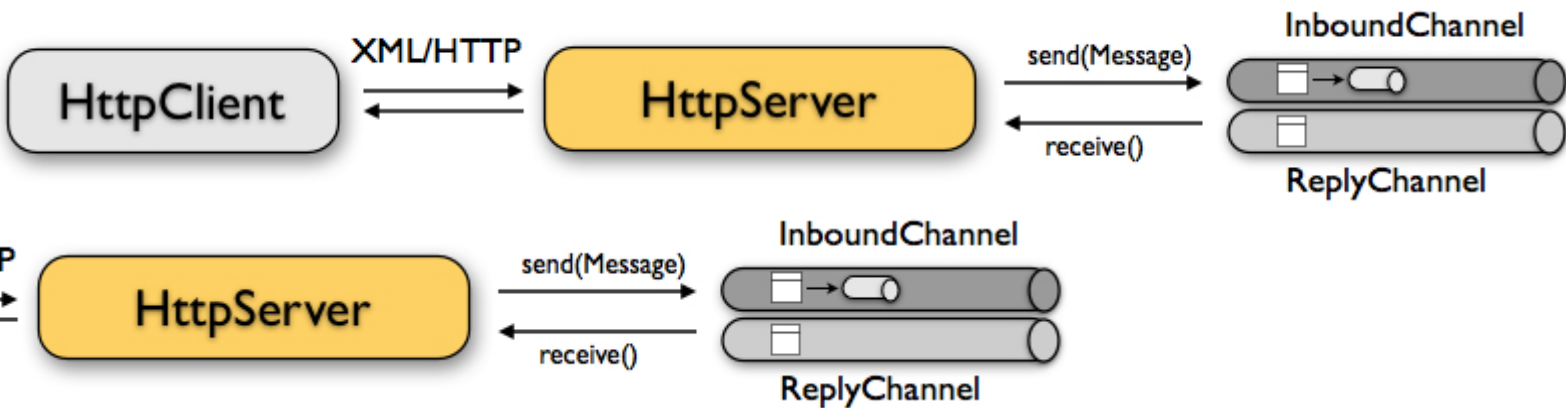 InboundChannel
XML/HTTP
send(Message)
HttpClient
HttpServer
receive()
ReplyChannel
InboundChannel
P
send(Message)
HttpServer
receive()
ReplyChannel